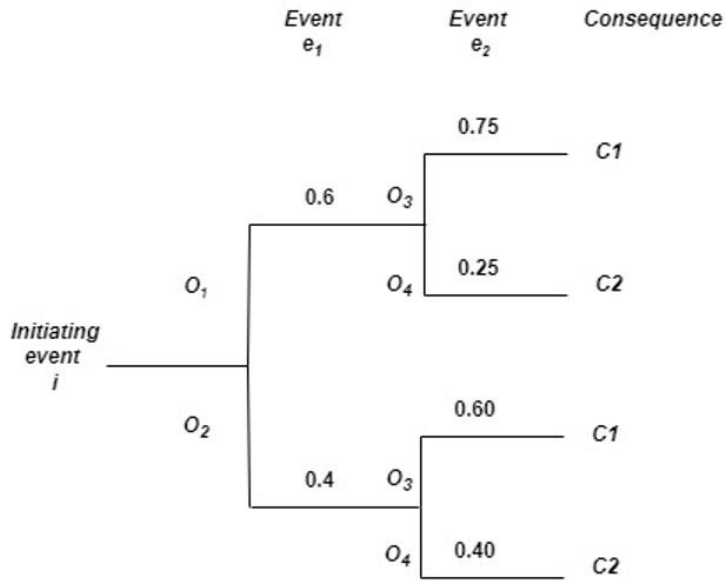 Event Event Consequence
e1 e2
0.75
C1
0.6 O3
O4 0.25
C2
O1
Initiating
event
i
O2
0.60
C1
0.4 O3
O4 0.40
C2